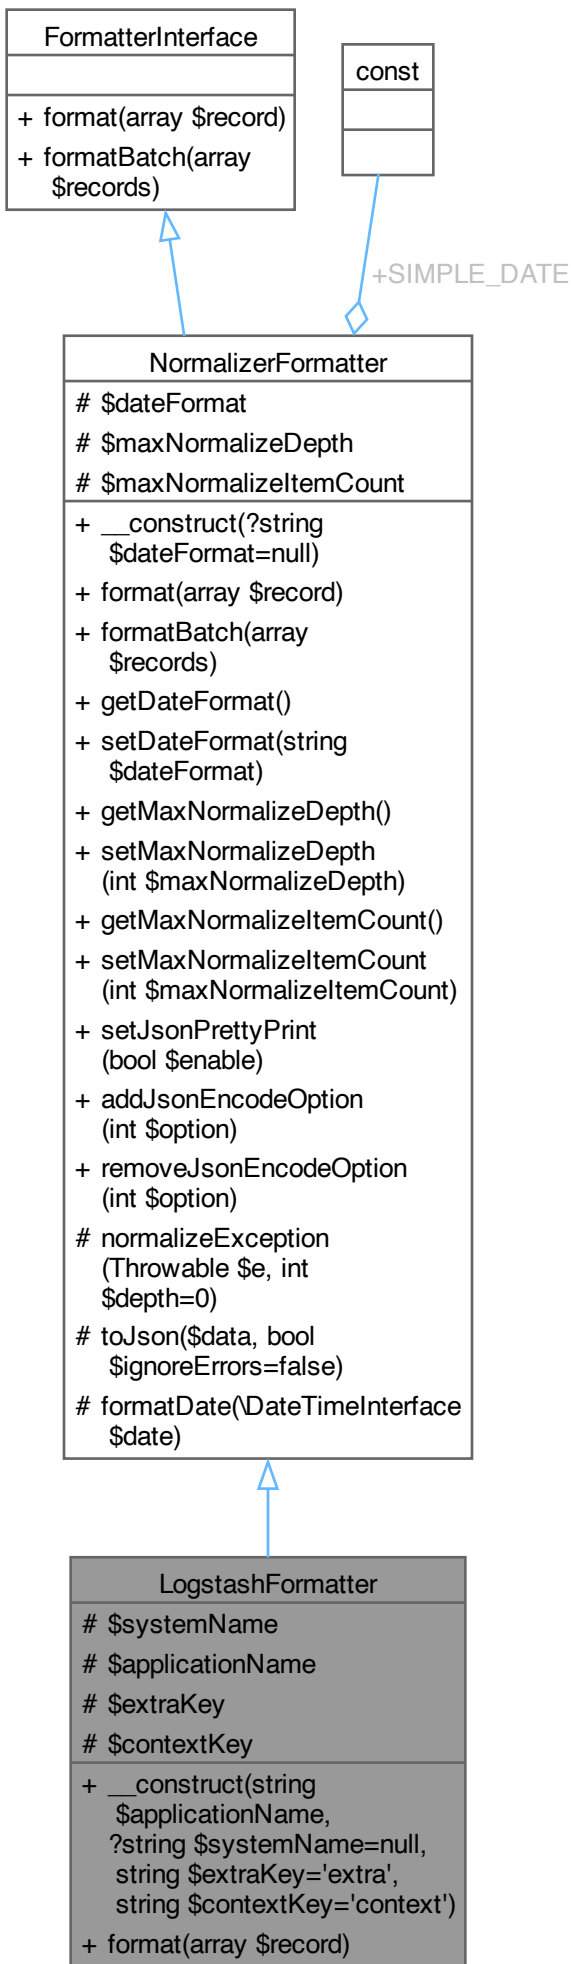 FormatterInterface
+ format(array $record)
+ formatBatch(array
$records)
const
+SIMPLE_DATE
NormalizerFormatter
# $dateFormat
# $maxNormalizeDepth
# $maxNormalizeItemCount
+ __construct(?string
$dateFormat=null)
+ format(array $record)
+ formatBatch(array
$records)
+ getDateFormat()
+ setDateFormat(string
$dateFormat)
+ getMaxNormalizeDepth()
+ setMaxNormalizeDepth
(int $maxNormalizeDepth)
+ getMaxNormalizeItemCount()
+ setMaxNormalizeItemCount
(int $maxNormalizeItemCount)
+ setJsonPrettyPrint
(bool $enable)
+ addJsonEncodeOption
(int $option)
+ removeJsonEncodeOption
(int $option)
# normalizeException
(Throwable $e, int
$depth=0)
# toJson($data, bool
$ignoreErrors=false)
# formatDate(\DateTimeInterface
$date)
LogstashFormatter
# $systemName
# $applicationName
# $extraKey
# $contextKey
+ __construct(string
$applicationName,
?string $systemName=null,
string $extraKey='extra',
string $contextKey='context')
+ format(array $record)